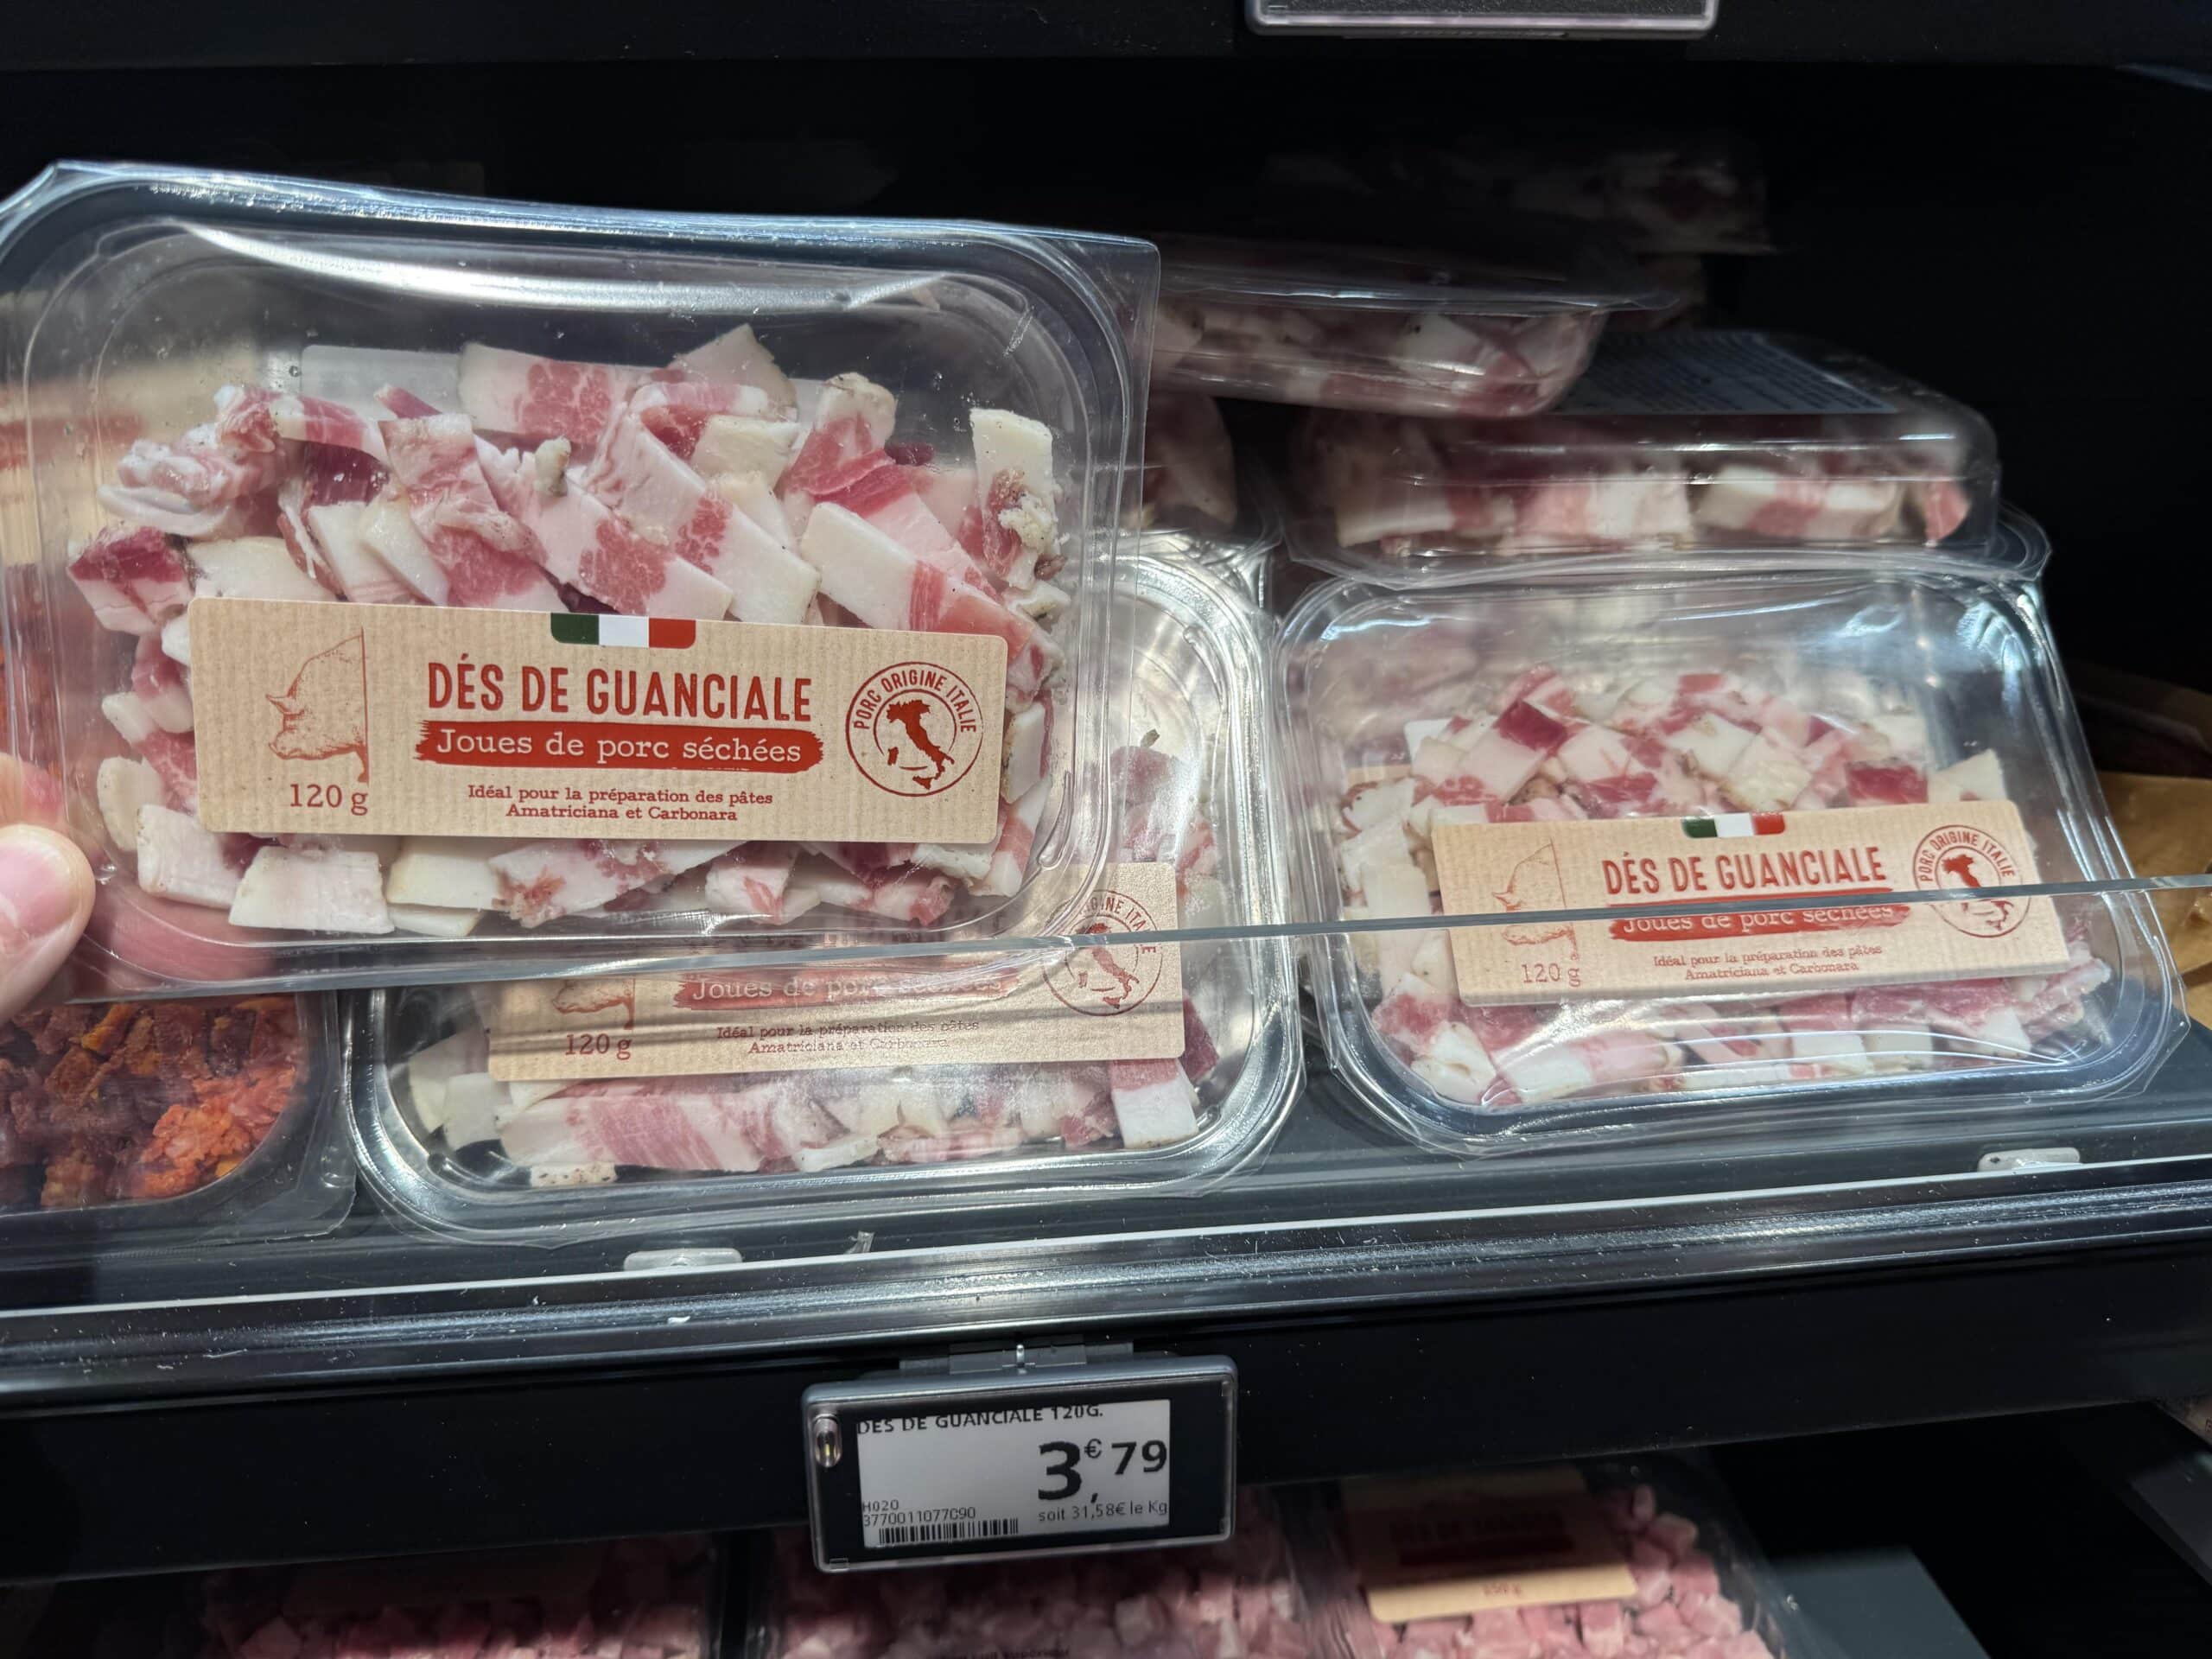 DÉS DE GUANCIALE
Joues de porc séchées
120 g
Idéal pour la préparation des pâtes
Amatriciana et Carbonara
PORC ORIGINE ITALIE
DÉS DE GUANCIALE
Joues de porc séchées
120 g
Idéal pour la préparation des pâtes
Amatriciana et Carbonara
PORC ORIGINE ITALIE
Joues de porc séchées
120 g
Idéal pour la préparation des pâtes
Amatriciana et Carbonara
DES DE GUANCIALE 120G.
3€,79
soit 31,58€ le Kg
H020
3770011077090